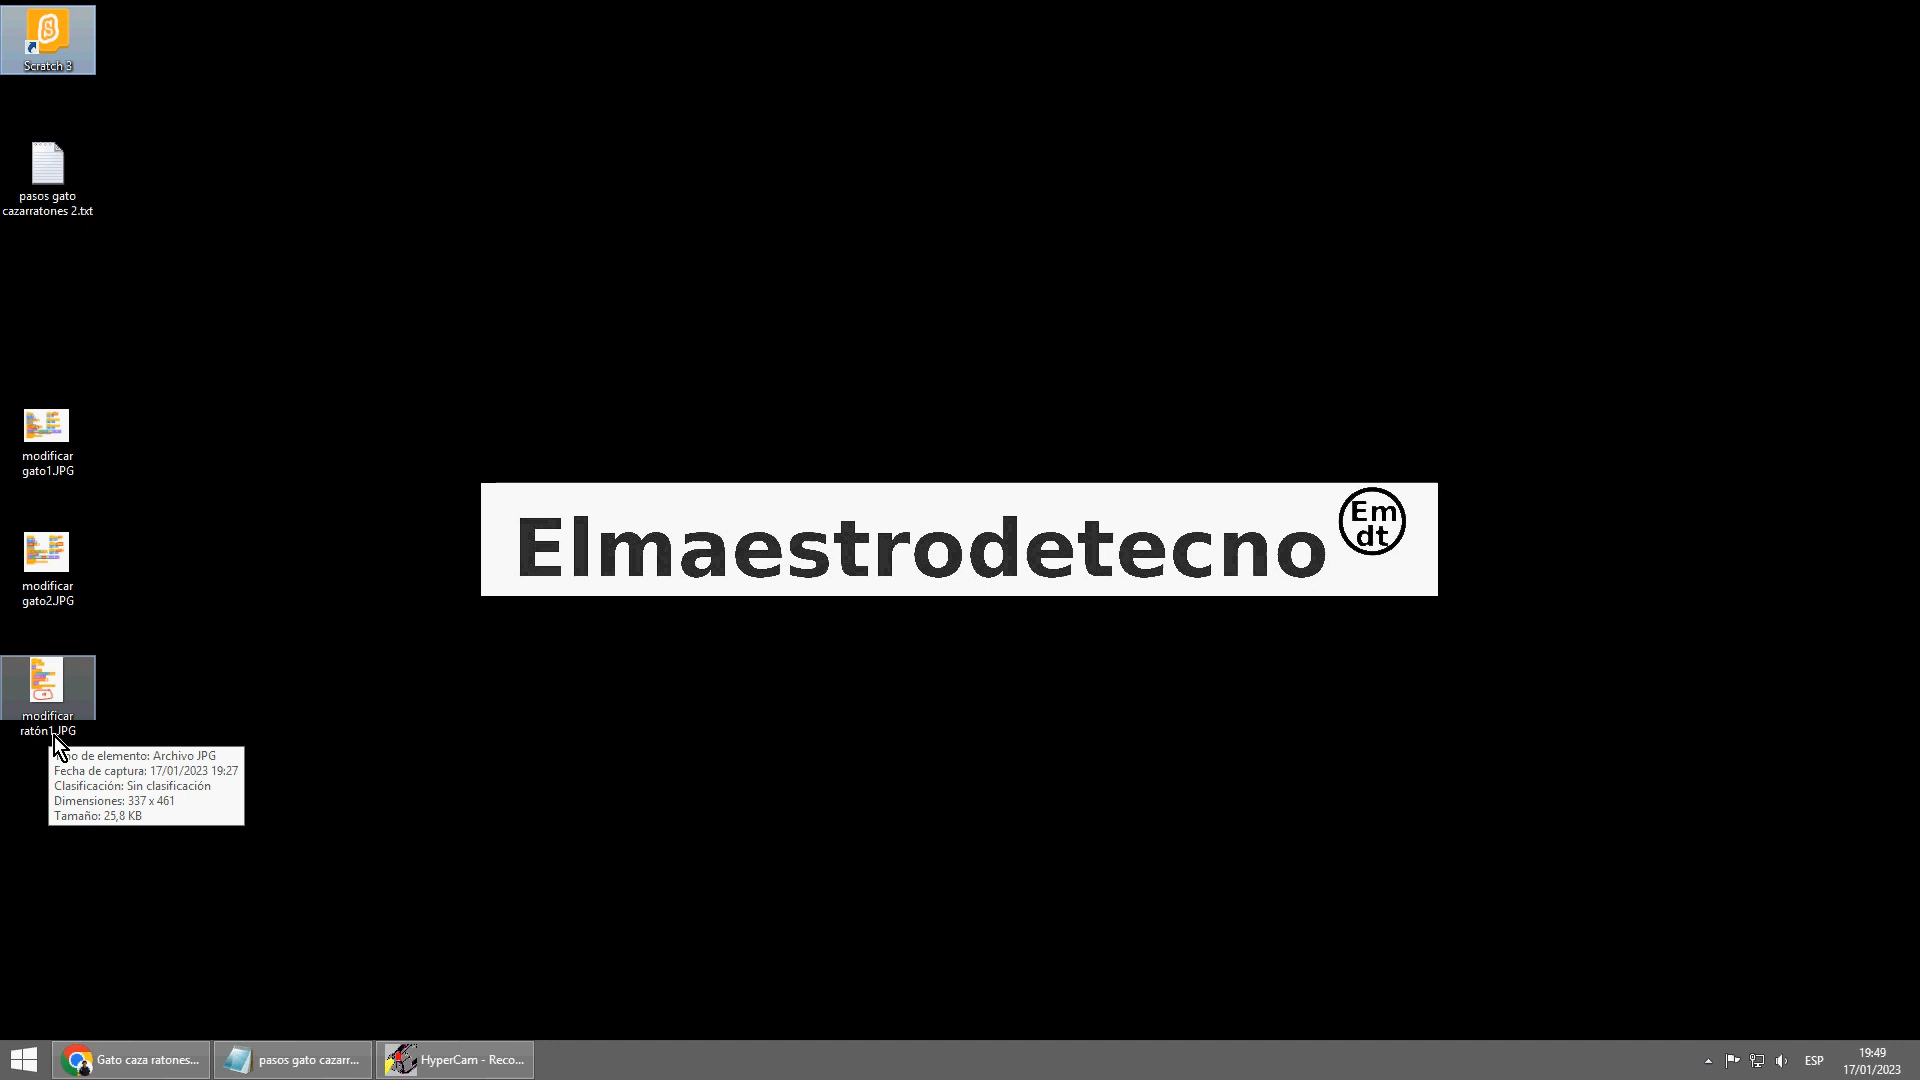 Scratch 3
pasos gato
cazarratones 2.txt
modificar
gato1.JPG
modificar
gato2.JPG
modificar
ratón1.JPG
Tipo de elemento: Archivo JPG
Fecha de captura: 17/01/2023 19:27
Clasificación: Sin clasificación
Dimensiones: 337 x 461
Tamaño: 25,8 KB
Elmaestrodetecno
Em
dt
Gato caza ratones...
pasos gato cazarr...
HyperCam - Reco...
ESP
19:49
17/01/2023